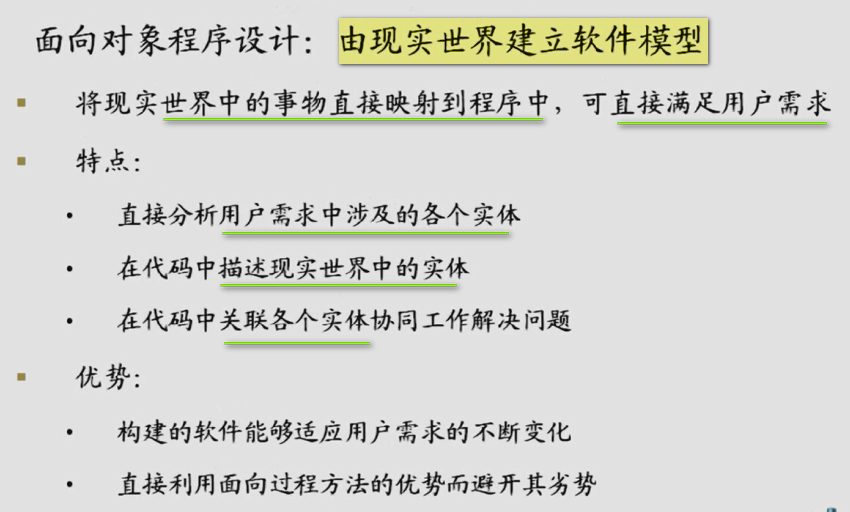 面向对象程序设计：由现实世界建立软件模型
▪ 将现实世界中的事物直接映射到程序中，可直接满足用户需求
▪ 特点：
• 直接分析用户需求中涉及的各个实体
• 在代码中描述现实世界中的实体
• 在代码中关联各个实体协同工作解决问题
▪ 优势：
• 构建的软件能够适应用户需求的不断变化
• 直接利用面向过程方法的优势而避开其劣势